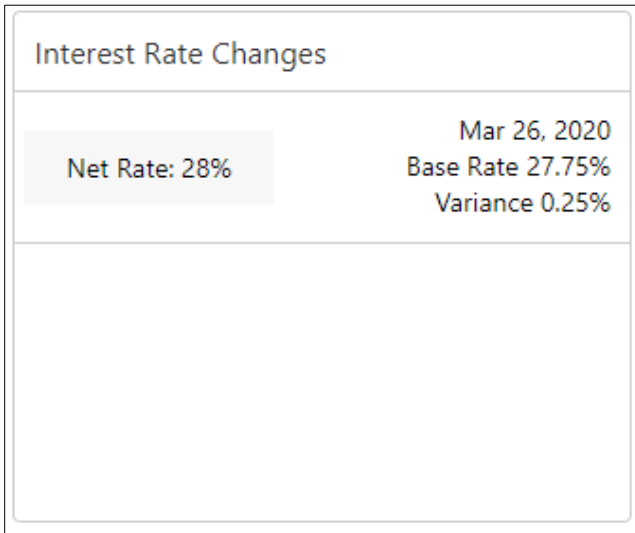 Interest Rate Changes
Net Rate: 28%
Mar 26, 2020
Base Rate 27.75%
Variance 0.25%